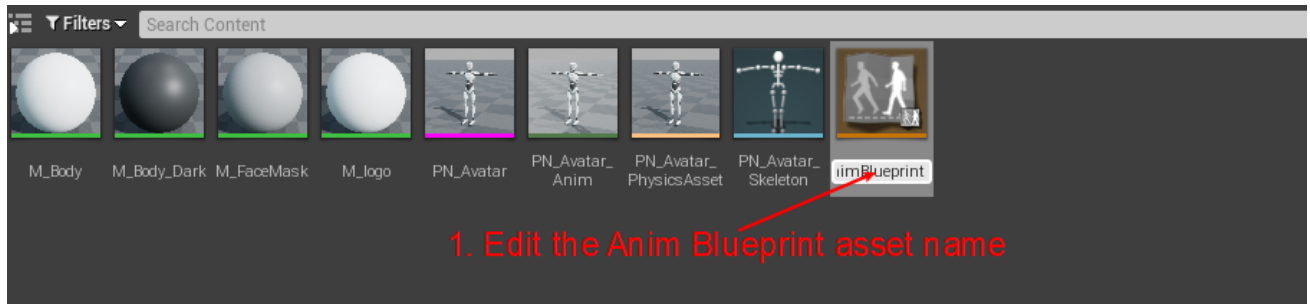 Filters
Search Content
M_Body
M_Body_Dark
M_FaceMask
M_logo
PN_Avatar
PN_Avatar_
Anim
PN_Avatar_
PhysicsAsset
PN_Avatar_
Skeleton
imBlueprint
1. Edit the Anim Blueprint asset name